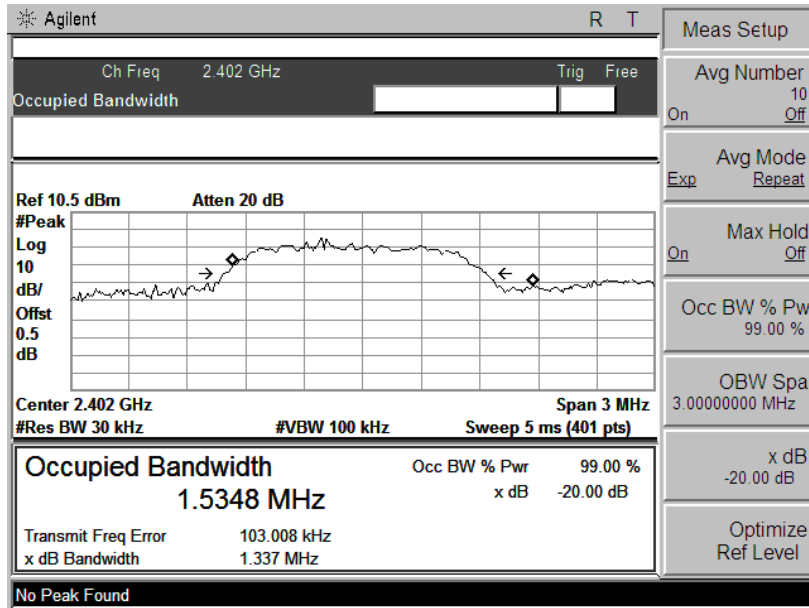 Agilent R T
Meas Setup
Ch Freq 2.402 GHz Trig Free
Occupied Bandwidth
Avg Number
10
On Off
Avg Mode
Exp Repeat
Max Hold
On Off
Occ BW % Pw
99.00 %
OBW Spa
3.00000000 MHz
x dB
-20.00 dB
Optimize
Ref Level
Ref 10.5 dBm Atten 20 dB
#Peak
Log
10
dB/
Offst
0.5
dB
Center 2.402 GHz Span 3 MHz
#Res BW 30 kHz #VBW 100 kHz Sweep 5 ms (401 pts)
Occupied Bandwidth Occ BW % Pwr 99.00 %
1.5348 MHz x dB -20.00 dB
Transmit Freq Error 103.008 kHz
x dB Bandwidth 1.337 MHz
No Peak Found